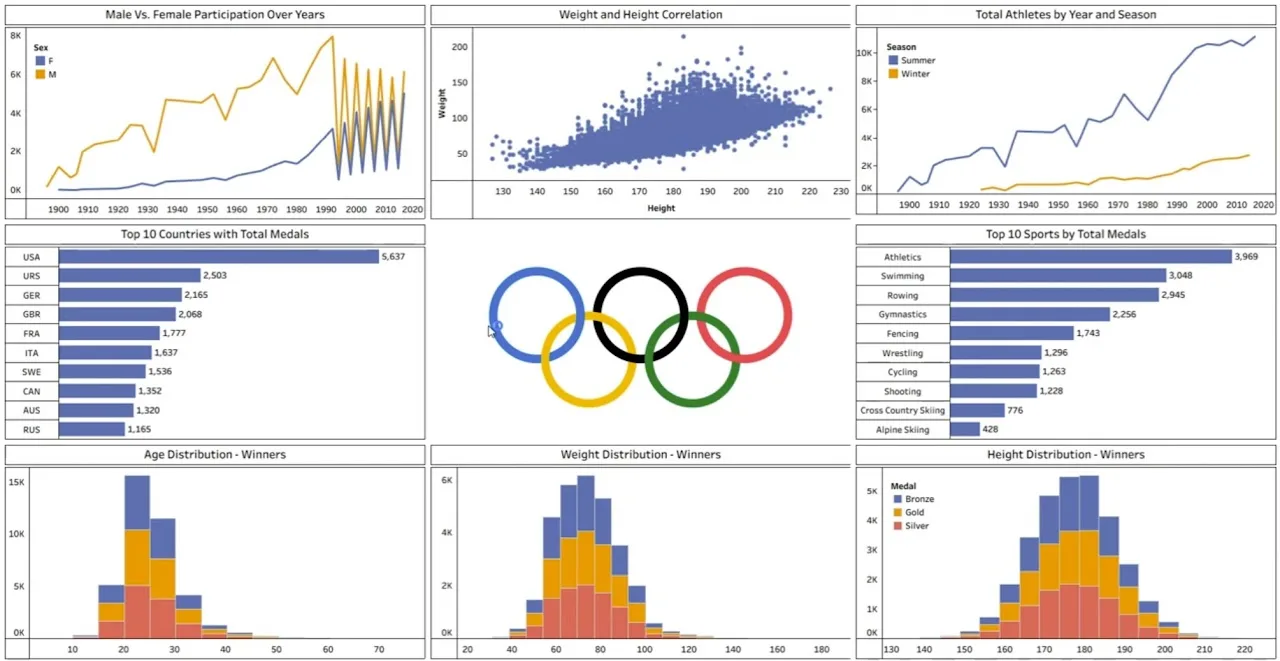 Male Vs. Female Participation Over Years
8K
6K
4K
2K
0K
Sex
F
M
1900 1910 1920 1930 1940 1950 1960 1970 1980 1990 2000 2010 2020
Weight and Height Correlation
Weight
200
150
100
50
130 140 150 160 170 180 190 200 210 220 230
Height
Total Athletes by Year and Season
10K
8K
6K
4K
2K
0K
Season
Summer
Winter
1900 1910 1920 1930 1940 1950 1960 1970 1980 1990 2000 2010 2020
Top 10 Countries with Total Medals
USA 5,637
URS 2,503
GER 2,165
GBR 2,068
FRA 1,777
ITA 1,637
SWE 1,536
CAN 1,352
AUS 1,320
RUS 1,165
Top 10 Sports by Total Medals
Athletics 3,969
Swimming 3,048
Rowing 2,945
Gymnastics 2,256
Fencing 1,743
Wrestling 1,296
Cycling 1,263
Shooting 1,228
Cross Country Skiing 776
Alpine Skiing 428
Age Distribution - Winners
15K
10K
5K
0K
10 20 30 40 50 60 70
Weight Distribution - Winners
6K
4K
2K
0K
20 40 60 80 100 120 140 160 180
Height Distribution - Winners
5K
4K
3K
2K
1K
0K
Medal
Bronze
Gold
Silver
130 140 150 160 170 180 190 200 210 220